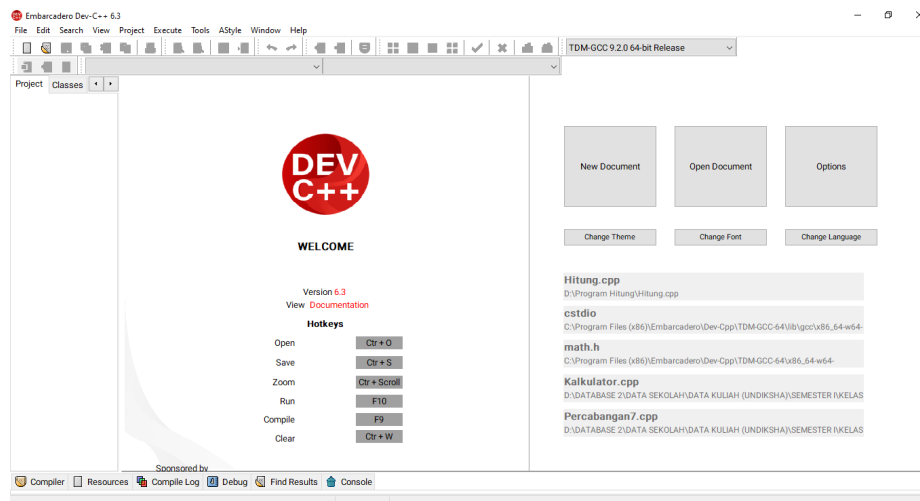 Embarcadero Dev-C++ 6.3
File Edit Search View Project Execute Tools AStyle Window Help
TDM-GCC 9.2.0 64-bit Release
Project Classes
DEV
C++
WELCOME
Version 6.3
View Documentation
Hotkeys
Open Ctr + O
Save Ctr + S
Zoom Ctr + Scroll
Run F10
Compile F9
Clear Ctr + W
Sponsored by
New Document Open Document Options
Change Theme Change Font Change Language
Hitung.cpp
D:\Program Hitung\Hitung.cpp
cstdio
C:\Program Files (x86)\Embarcadero\Dev-Cpp\TDM-GCC-64\lib\gcc\x86_64-w64-
math.h
C:\Program Files (x86)\Embarcadero\Dev-Cpp\TDM-GCC-64\x86_64-w64-
Kalkulator.cpp
D:\DATABASE 2\DATA SEKOLAH\DATA KULIAH (UNDIKSHA)\SEMESTER I\KELAS
Percabangan7.cpp
D:\DATABASE 2\DATA SEKOLAH\DATA KULIAH (UNDIKSHA)\SEMESTER I\KELAS
Compiler Resources Compile Log Debug Find Results Console